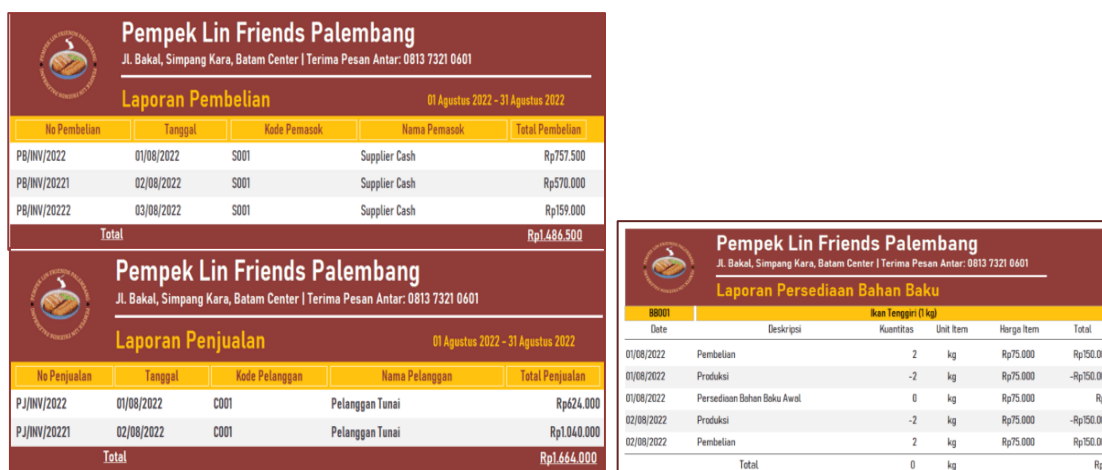 Pempek Lin Friends Palembang
Jl. Bakal, Simpang Kara, Batam Center | Terima Pesan Antar: 0813 7321 0601
Laporan Pembelian 01 Agustus 2022 - 31 Agustus 2022
No Pembelian Tanggal Kode Pemasok Nama Pemasok Total Pembelian
PB/INV/2022 01/08/2022 S001 Supplier Cash Rp757.500
PB/INV/20221 02/08/2022 S001 Supplier Cash Rp570.000
PB/INV/20222 03/08/2022 S001 Supplier Cash Rp159.000
Total Rp1.486.500
Pempek Lin Friends Palembang
Jl. Bakal, Simpang Kara, Batam Center | Terima Pesan Antar: 0813 7321 0601
Laporan Penjualan 01 Agustus 2022 - 31 Agustus 2022
No Penjualan Tanggal Kode Pelanggan Nama Pelanggan Total Penjualan
PJ/INV/2022 01/08/2022 C001 Pelanggan Tunai Rp624.000
PJ/INV/20221 02/08/2022 C001 Pelanggan Tunai Rp1.040.000
Total Rp1.664.000
Pempek Lin Friends Palembang
Jl. Bakal, Simpang Kara, Batam Center | Terima Pesan Antar: 0813 7321 0601
Laporan Persediaan Bahan Baku
BB001 Ikan Tenggiri (1 kg)
Date Deskripsi Kuantitas Unit Item Harga Item Total
01/08/2022 Pembelian 2 kg Rp75.000 Rp150.00
01/08/2022 Produksi -2 kg Rp75.000 -Rp150.00
01/08/2022 Persediaan Bahan Baku Awal 0 kg Rp75.000 Rp
02/08/2022 Produksi -2 kg Rp75.000 -Rp150.00
02/08/2022 Pembelian 2 kg Rp75.000 Rp150.00
Total 0 kg Rp